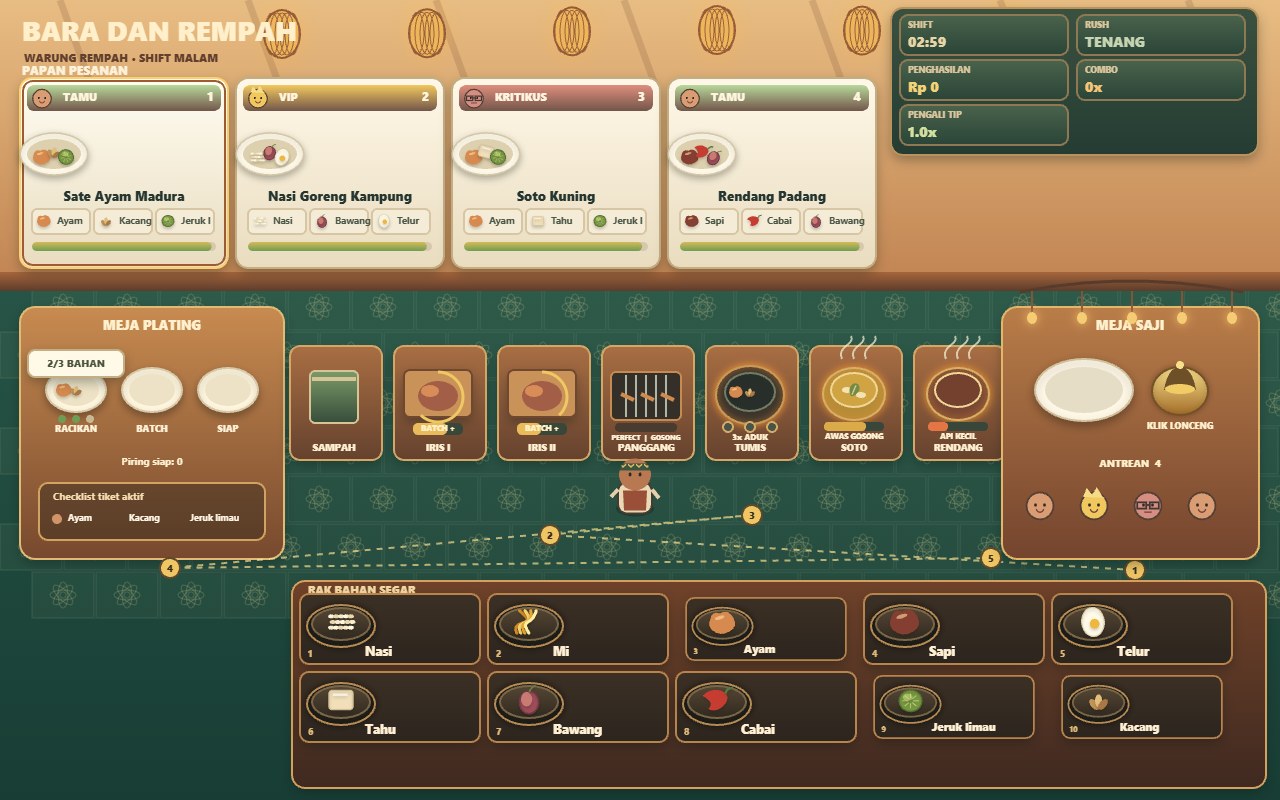 BARA DAN REMPAH
WARUNG REMPAH • SHIFT MALAM
PAPAN PESANAN
SHIFT
02:59
RUSH
TENANG
PENGHASILAN
Rp 0
COMBO
0x
PENGALI TIP
1.0x
TAMU 1
Sate Ayam Madura
Ayam Kacang Jeruk l
VIP 2
Nasi Goreng Kampung
Nasi Bawang Telur
KRITIKUS 3
Soto Kuning
Ayam Tahu Jeruk l
TAMU 4
Rendang Padang
Sapi Cabai Bawang
MEJA PLATING
2/3 BAHAN
RACIKAN BATCH SIAP
Piring siap: 0
Checklist tiket aktif
Ayam Kacang Jeruk limau
SAMPAH
BATCH +
IRIS I
BATCH +
IRIS II
PERFECT | GOSONG
PANGGANG
3x ADUK
TUMIS
AWAS GOSONG
SOTO
API KECIL
RENDANG
MEJA SAJI
KLIK LONCENG
ANTREAN 4
3
2
4
5
1
RAK BAHAN SEGAR
1 Nasi
2 Mi
3 Ayam
4 Sapi
5 Telur
6 Tahu
7 Bawang
8 Cabai
9 Jeruk limau
10 Kacang